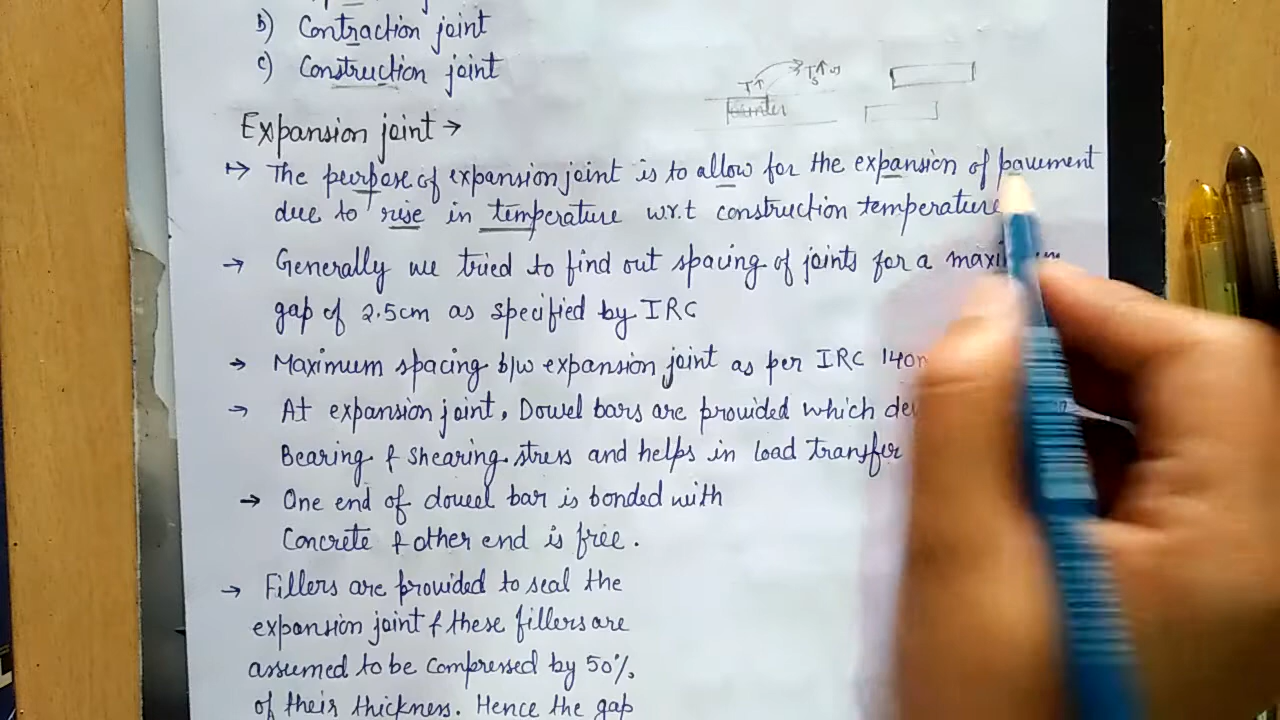 b) Contraction joint
c) Construction joint
T↑ Ts↑
Expansion joint →
↦ The purpose of expansion joint is to allow for the expansion of pavement
due to rise in temperature w.r.t construction temperature
→ Generally we tried to find out spacing of joints for a
gap of 2.5cm as specified by IRC
→ Maximum spacing b/w expansion joint as per IRC 140
→ At expansion joint, Dowel bars are provided which
Bearing & shearing stress and helps in load transfer
→ One end of dowel bar is bonded with
Concrete & other end is free.
→ Fillers are provided to seal the
expansion joint & these fillers are
assumed to be compressed by 50%
of their thickness. Hence the gap